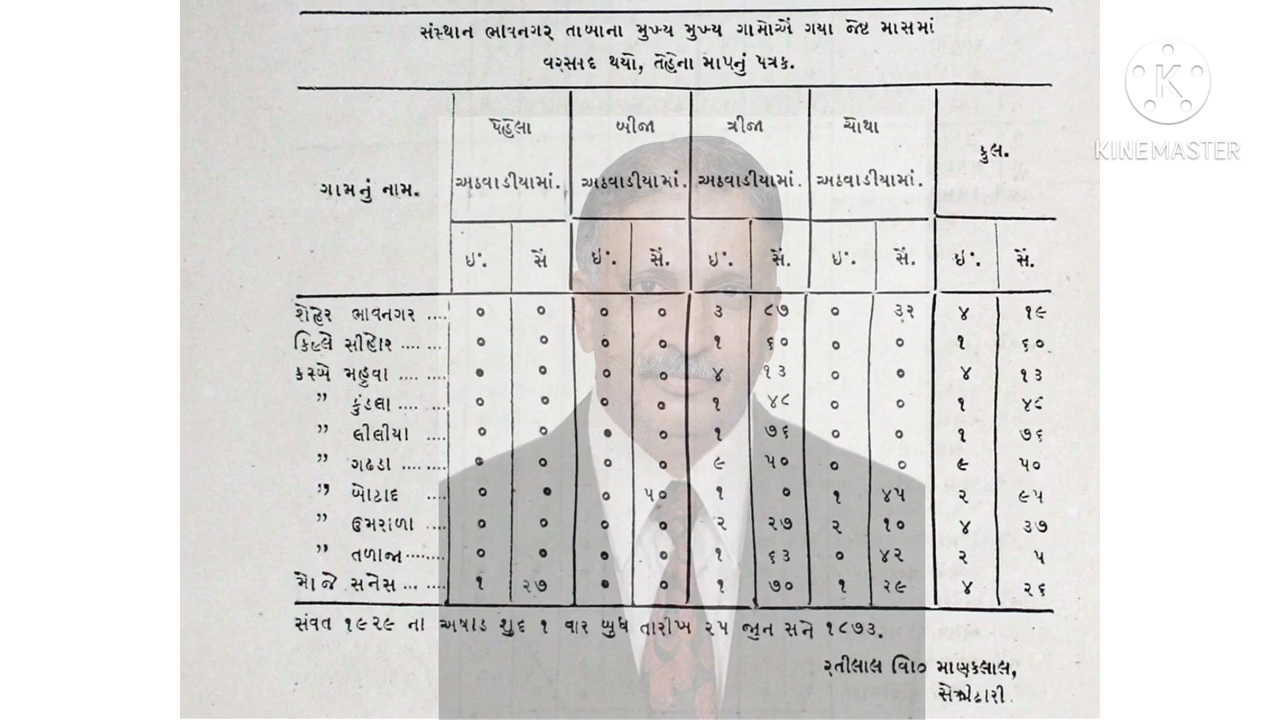 સંસ્થાન ભાવનગર તાબાના મુખ્ય મુખ્ય ગામોએં ગયા જેષ્ટ માસમાં
વરસાદ થયો, તેહેના માપનું પત્રક.
ગામનું નામ. પેહેલા અઠવાડીયામાં. બીજા અઠવાડીયામાં. ત્રીજા અઠવાડીયામાં. ચોથા અઠવાડીયામાં. કુલ.
ઇં. સેં ઇં. સેં. ઇં. સેં. ઇં. સેં. ઇં. સેં.
શેહેર ભાવનગર .... ૦ ૦ ૦ ૦ ૩ ૮૭ ૦ ૩૨ ૪ ૧૯
કિલ્લે સીહોર .... ... ૦ ૦ ૦ ૦ ૧ ૬૦ ૦ ૦ ૧ ૬૦
કસ્બે મહુવા .... .... ૦ ૦ ૦ ૦ ૪ ૧૩ ૦ ૦ ૪ ૧૩
” કુંડલા .... .... ૦ ૦ ૦ ૦ ૧ ૪૮ ૦ ૦ ૧ ૪૮
” લીલીયા .... ૦ ૦ ૦ ૦ ૧ ૭૬ ૦ ૦ ૧ ૭૬
” ગઢડા .... .... ૦ ૦ ૦ ૦ ૯ ૫૦ ૦ ૦ ૯ ૫૦
” બોટાદ .... ૦ ૦ ૦ ૫૦ ૧ ૦ ૧ ૪૫ ૨ ૯૫
” ઉમરાળા .... ૦ ૦ ૦ ૦ ૨ ૨૭ ૨ ૧૦ ૪ ૩૭
” તળાજા........ ૦ ૦ ૦ ૦ ૧ ૬૩ ૦ ૪૨ ૨ ૫
મોજે સનેસ ... .... ૧ ૨૭ ૦ ૦ ૧ ૭૦ ૧ ૨૯ ૪ ૨૬
સંવત ૧૯૨૯ ના અષાડ શુદ ૧ વાર બુધ તારીખ ૨૫ જુન સને ૧૮૭૩.
રતીલાલ વિ૦ માણકલાલ,
સેક્રેટારી.
KINEMASTER